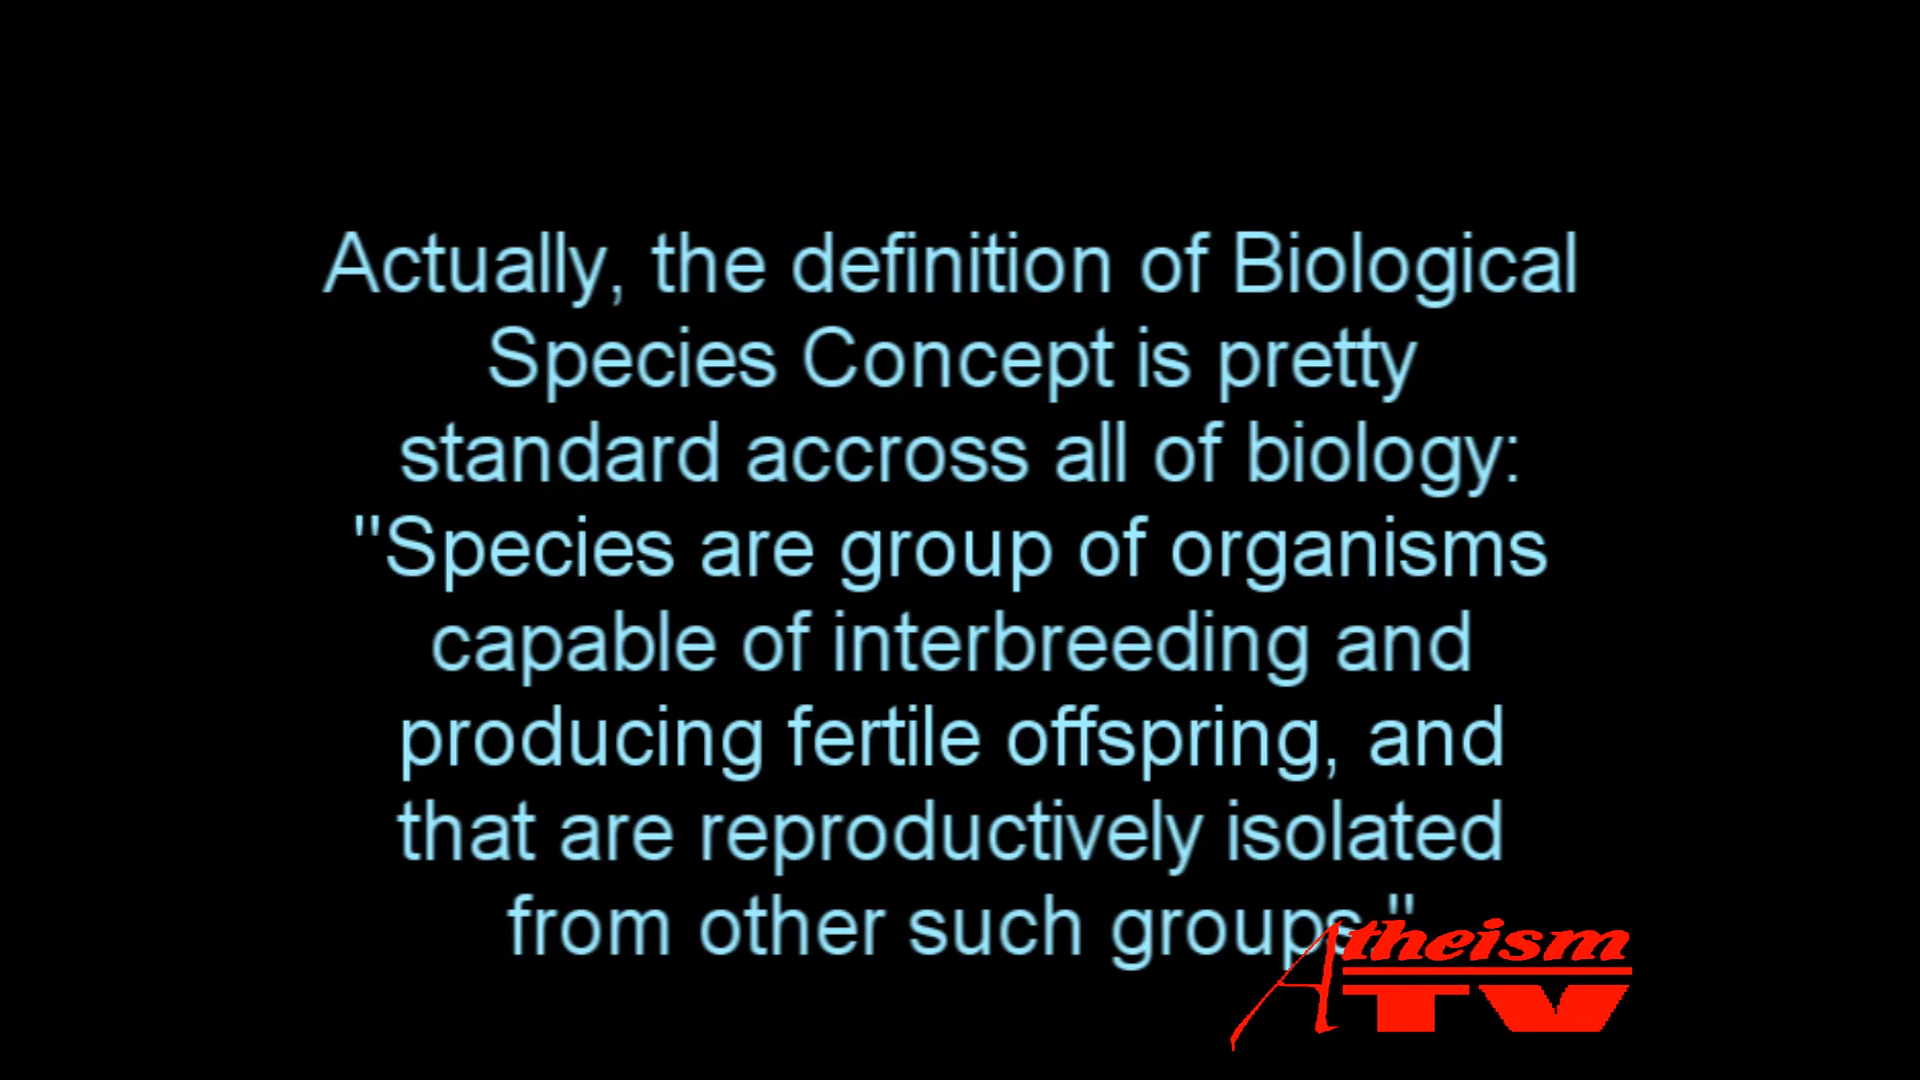 Actually, the definition of Biological
Species Concept is pretty
standard accross all of biology:
"Species are group of organisms
capable of interbreeding and
producing fertile offspring, and
that are reproductively isolated
from other such groups."
Atheism
TV